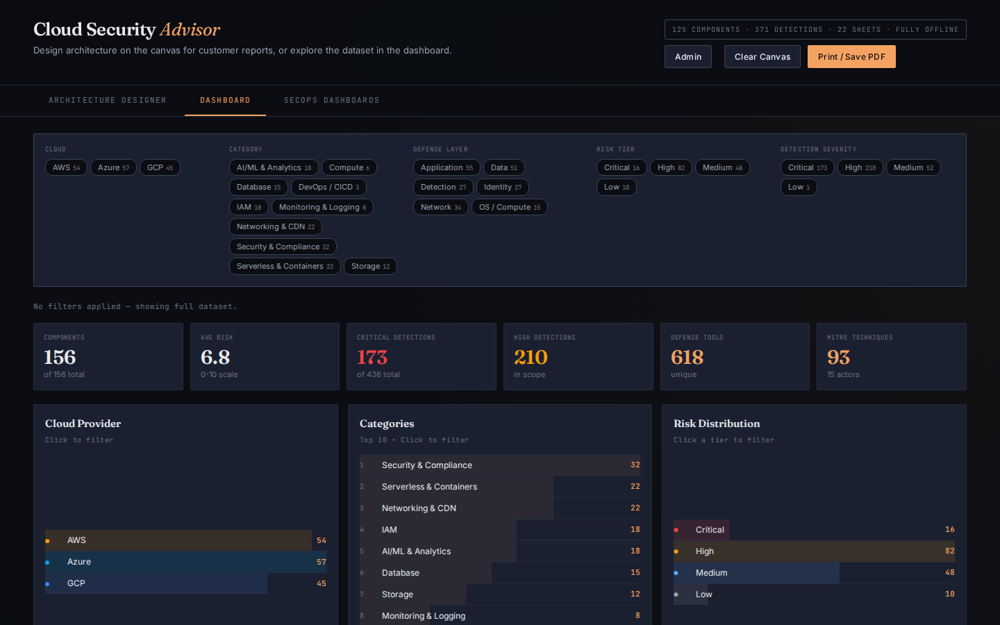 Cloud Security Advisor
Design architecture on the canvas for customer reports, or explore the dataset in the dashboard.
125 COMPONENTS · 371 DETECTIONS · 22 SHEETS · FULLY OFFLINE
Admin
Clear Canvas
Print / Save PDF
ARCHITECTURE DESIGNER
DASHBOARD
SECOPS DASHBOARDS
CLOUD
AWS 54
Azure 57
GCP 45
CATEGORY
AI/ML & Analytics 18
Compute 6
Database 15
DevOps / CICD 3
IAM 18
Monitoring & Logging 8
Networking & CDN 22
Security & Compliance 32
Serverless & Containers 22
Storage 12
DEFENSE LAYER
Application 55
Data 51
Detection 27
Identity 27
Network 34
OS / Compute 15
RISK TIER
Critical 16
High 82
Medium 48
Low 10
DETECTION SEVERITY
Critical 173
High 210
Medium 52
Low 1
No filters applied — showing full dataset.
COMPONENTS
156
of 156 total
AVG RISK
6.8
0-10 scale
CRITICAL DETECTIONS
173
of 436 total
HIGH DETECTIONS
210
in scope
DEFENSE TOOLS
618
unique
MITRE TECHNIQUES
93
15 actors
Cloud Provider
Click to filter
AWS 54
Azure 57
GCP 45
Categories
Top 10 • Click to filter
1 Security & Compliance 32
2 Serverless & Containers 22
3 Networking & CDN 22
4 IAM 18
5 AI/ML & Analytics 18
6 Database 15
7 Storage 12
8 Monitoring & Logging 8
Risk Distribution
Click a tier to filter
Critical 16
High 82
Medium 48
Low 10